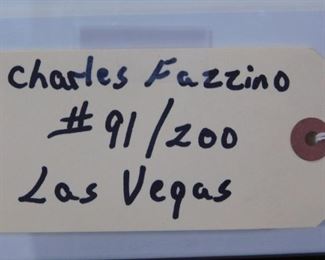 Charles Fazzino
# 91/200
Las Vegas